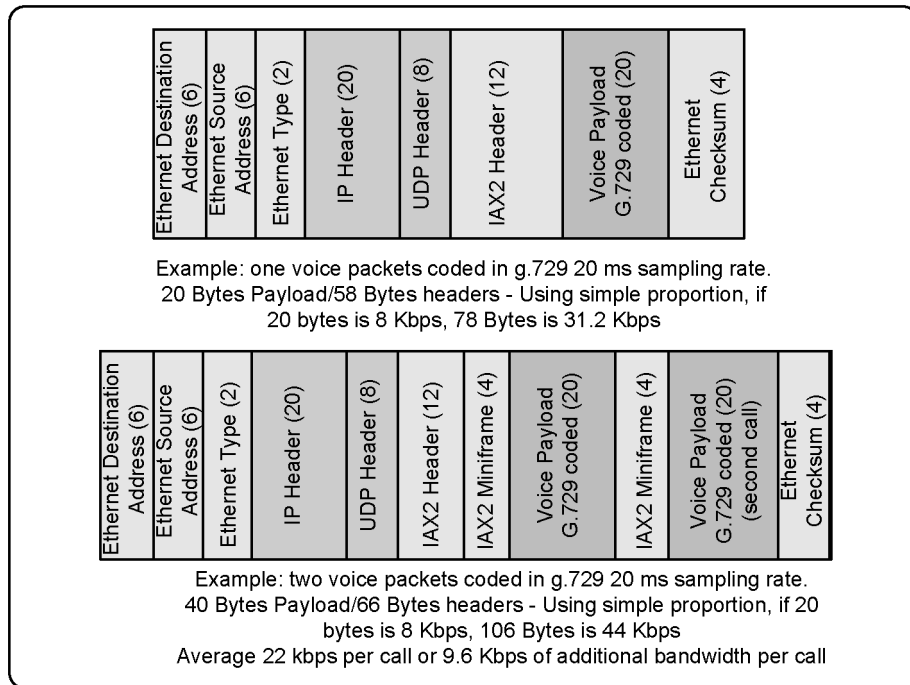 Ethernet Destination
Address (6)
Ethernet Source
Address (6)
Ethernet Type (2)
IP Header (20)
UDP Header (8)
IAX2 Header (12)
Voice Payload
G.729 coded (20)
Ethernet
Checksum (4)
Example: one voice packets coded in g.729 20 ms sampling rate.
20 Bytes Payload/58 Bytes headers - Using simple proportion, if
20 bytes is 8 Kbps, 78 Bytes is 31.2 Kbps
Ethernet Destination
Address (6)
Ethernet Source
Address (6)
Ethernet Type (2)
IP Header (20)
UDP Header (8)
IAX2 Header (12)
IAX2 Miniframe (4)
Voice Payload
G.729 coded (20)
IAX2 Miniframe (4)
Voice Payload
G.729 coded (20)
(second call)
Ethernet
Checksum (4)
Example: two voice packets coded in g.729 20 ms sampling rate.
40 Bytes Payload/66 Bytes headers - Using simple proportion, if 20
bytes is 8 Kbps, 106 Bytes is 44 Kbps
Average 22 kbps per call or 9.6 Kbps of additional bandwidth per call